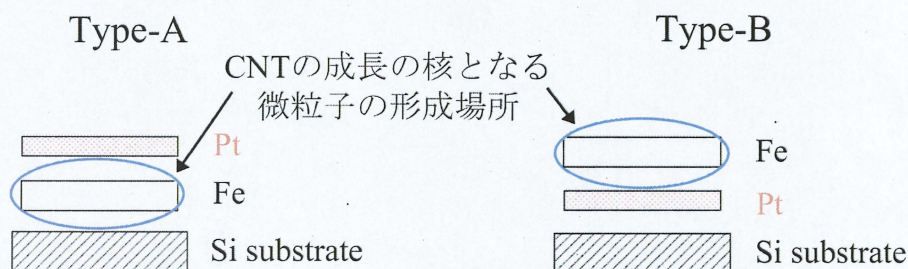 Type-A
Type-B
CNTの成長の核となる
微粒子の形成場所
Pt
Fe
Si substrate
Fe
Pt
Si substrate